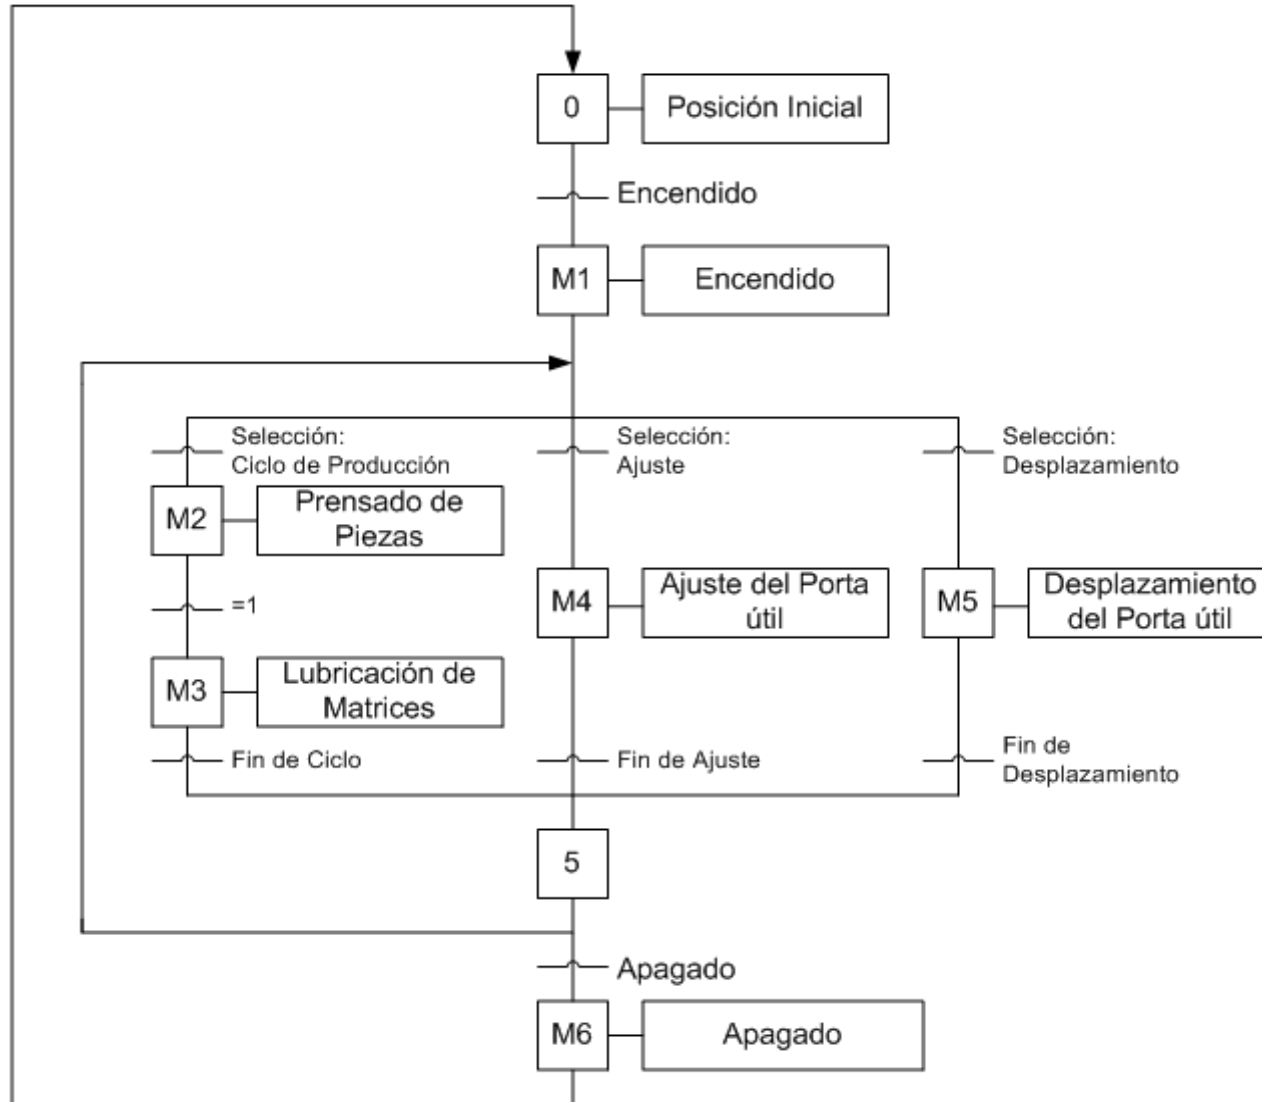 0
Posición Inicial
Encendido
M1
Encendido
Selección:
Ciclo de Producción
Selección:
Ajuste
Selección:
Desplazamiento
M2
Prensado de
Piezas
=1
M4
Ajuste del Porta
útil
M5
Desplazamiento
del Porta útil
M3
Lubricación de
Matrices
Fin de Ciclo
Fin de Ajuste
Fin de
Desplazamiento
5
Apagado
M6
Apagado